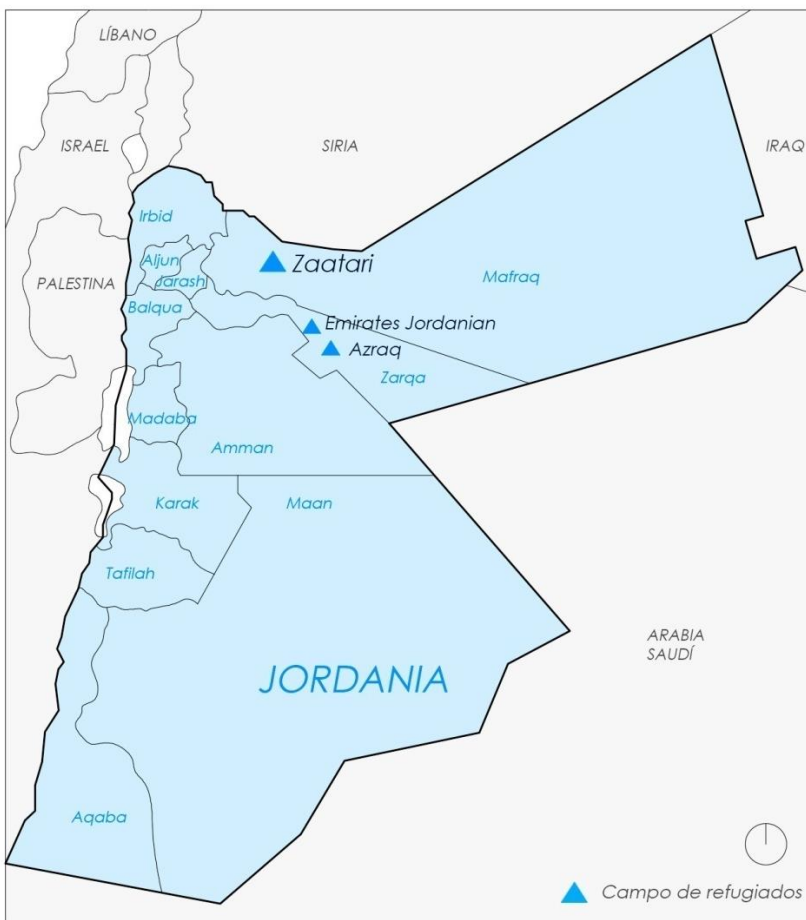 LÍBANO
ISRAEL
SIRIA
IRAQ
Irbid
PALESTINA
Aljun
Jarash
Zaatari
Mafraq
Balqua
Emirates Jordanian
Azraq
Zarqa
Madaba
Amman
Karak
Maan
Tafilah
ARABIA
SAUDÍ
JORDANIA
Aqaba
Campo de refugiados